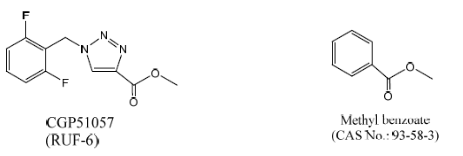 F
N
N
N
F
O
O
CGP51057
(RUF-6)
O
O
Methyl benzoate
(CAS No.: 93-58-3)